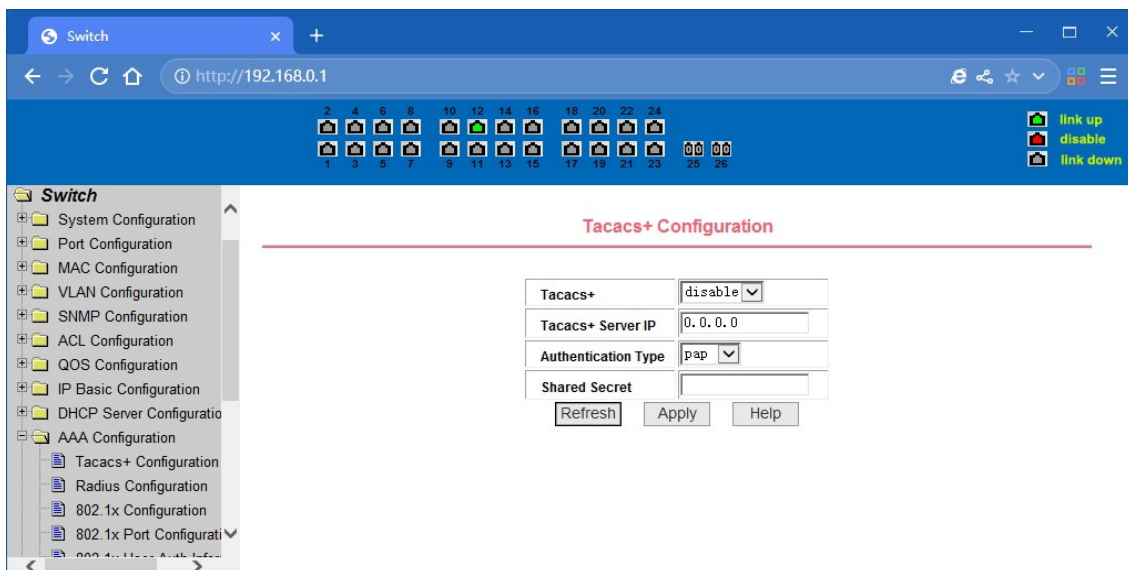 Switch
http://192.168.0.1
2 4 6 8 10 12 14 16 18 20 22 24
1 3 5 7 9 11 13 15 17 19 21 23 25 26
link up
disable
link down
Switch
System Configuration
Port Configuration
MAC Configuration
VLAN Configuration
SNMP Configuration
ACL Configuration
QOS Configuration
IP Basic Configuration
DHCP Server Configuratio
AAA Configuration
Tacacs+ Configuration
Radius Configuration
802.1x Configuration
802.1x Port Configurati
Tacacs+ Configuration
Tacacs+ disable
Tacacs+ Server IP 0.0.0.0
Authentication Type pap
Shared Secret
Refresh Apply Help